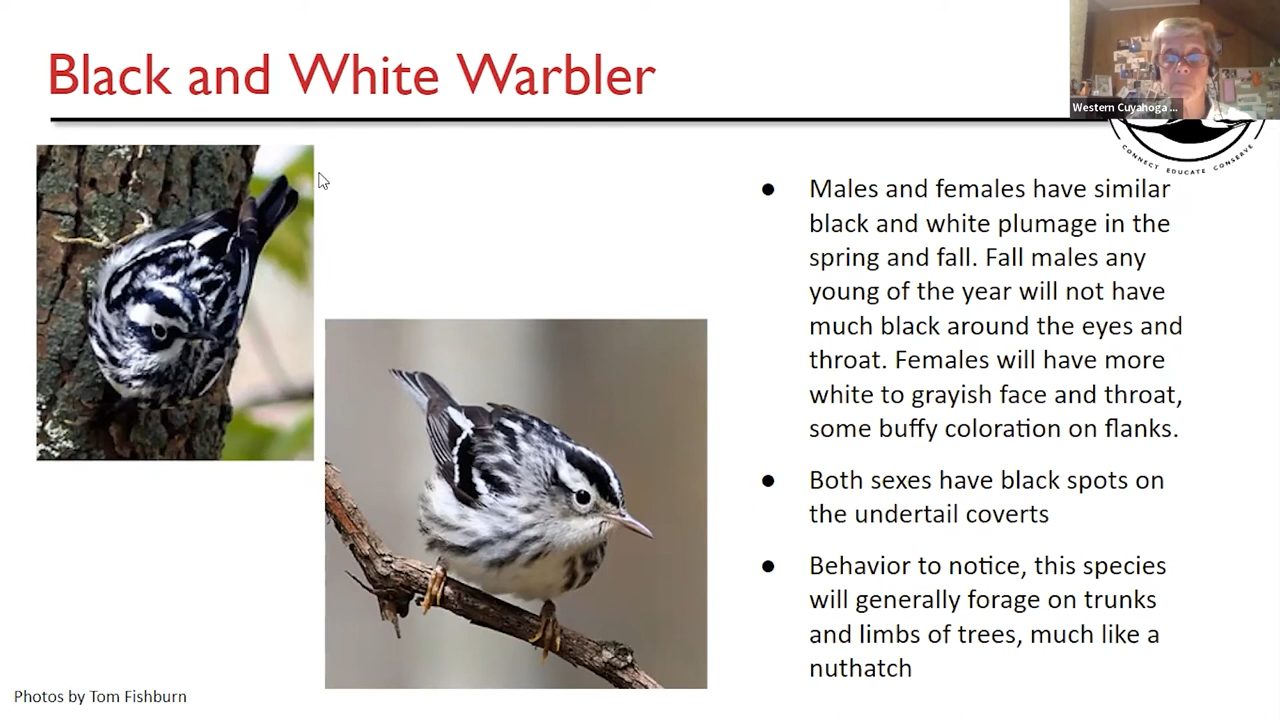 Black and White Warbler
Western Cuyahoga ...
CONNECT EDUCATE CONSERVE
● Males and females have similar
black and white plumage in the
spring and fall. Fall males any
young of the year will not have
much black around the eyes and
throat. Females will have more
white to grayish face and throat,
some buffy coloration on flanks.
● Both sexes have black spots on
the undertail coverts
● Behavior to notice, this species
will generally forage on trunks
and limbs of trees, much like a
nuthatch
Photos by Tom Fishburn